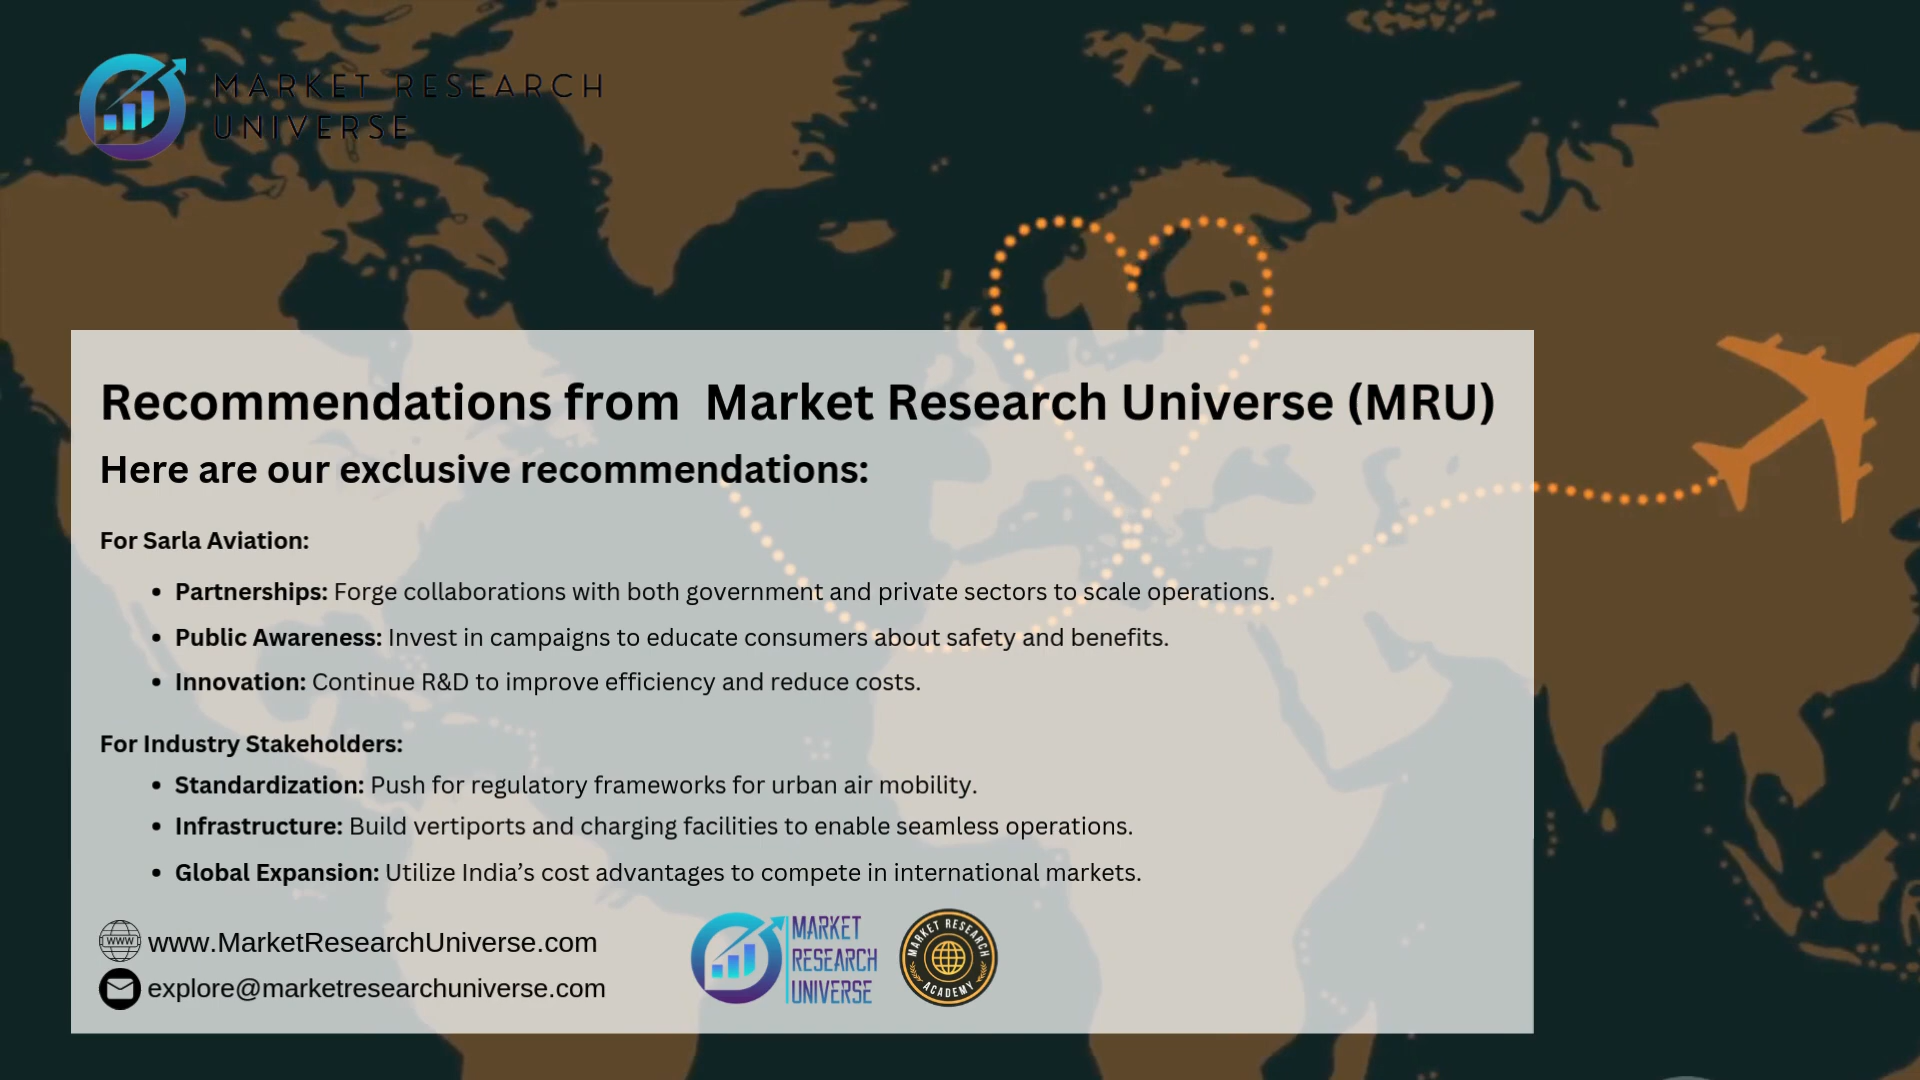 MARKET RESEARCH
UNIVERSE
Recommendations from  Market Research Universe (MRU)
Here are our exclusive recommendations:
For Sarla Aviation:
• Partnerships: Forge collaborations with both government and private sectors to scale operations.
• Public Awareness: Invest in campaigns to educate consumers about safety and benefits.
• Innovation: Continue R&D to improve efficiency and reduce costs.
For Industry Stakeholders:
• Standardization: Push for regulatory frameworks for urban air mobility.
• Infrastructure: Build vertiports and charging facilities to enable seamless operations.
• Global Expansion: Utilize India’s cost advantages to compete in international markets.
WWW
www.MarketResearchUniverse.com
explore@marketresearchuniverse.com
MARKET
RESEARCH
UNIVERSE
MARKET RESEARCH
ACADEMY